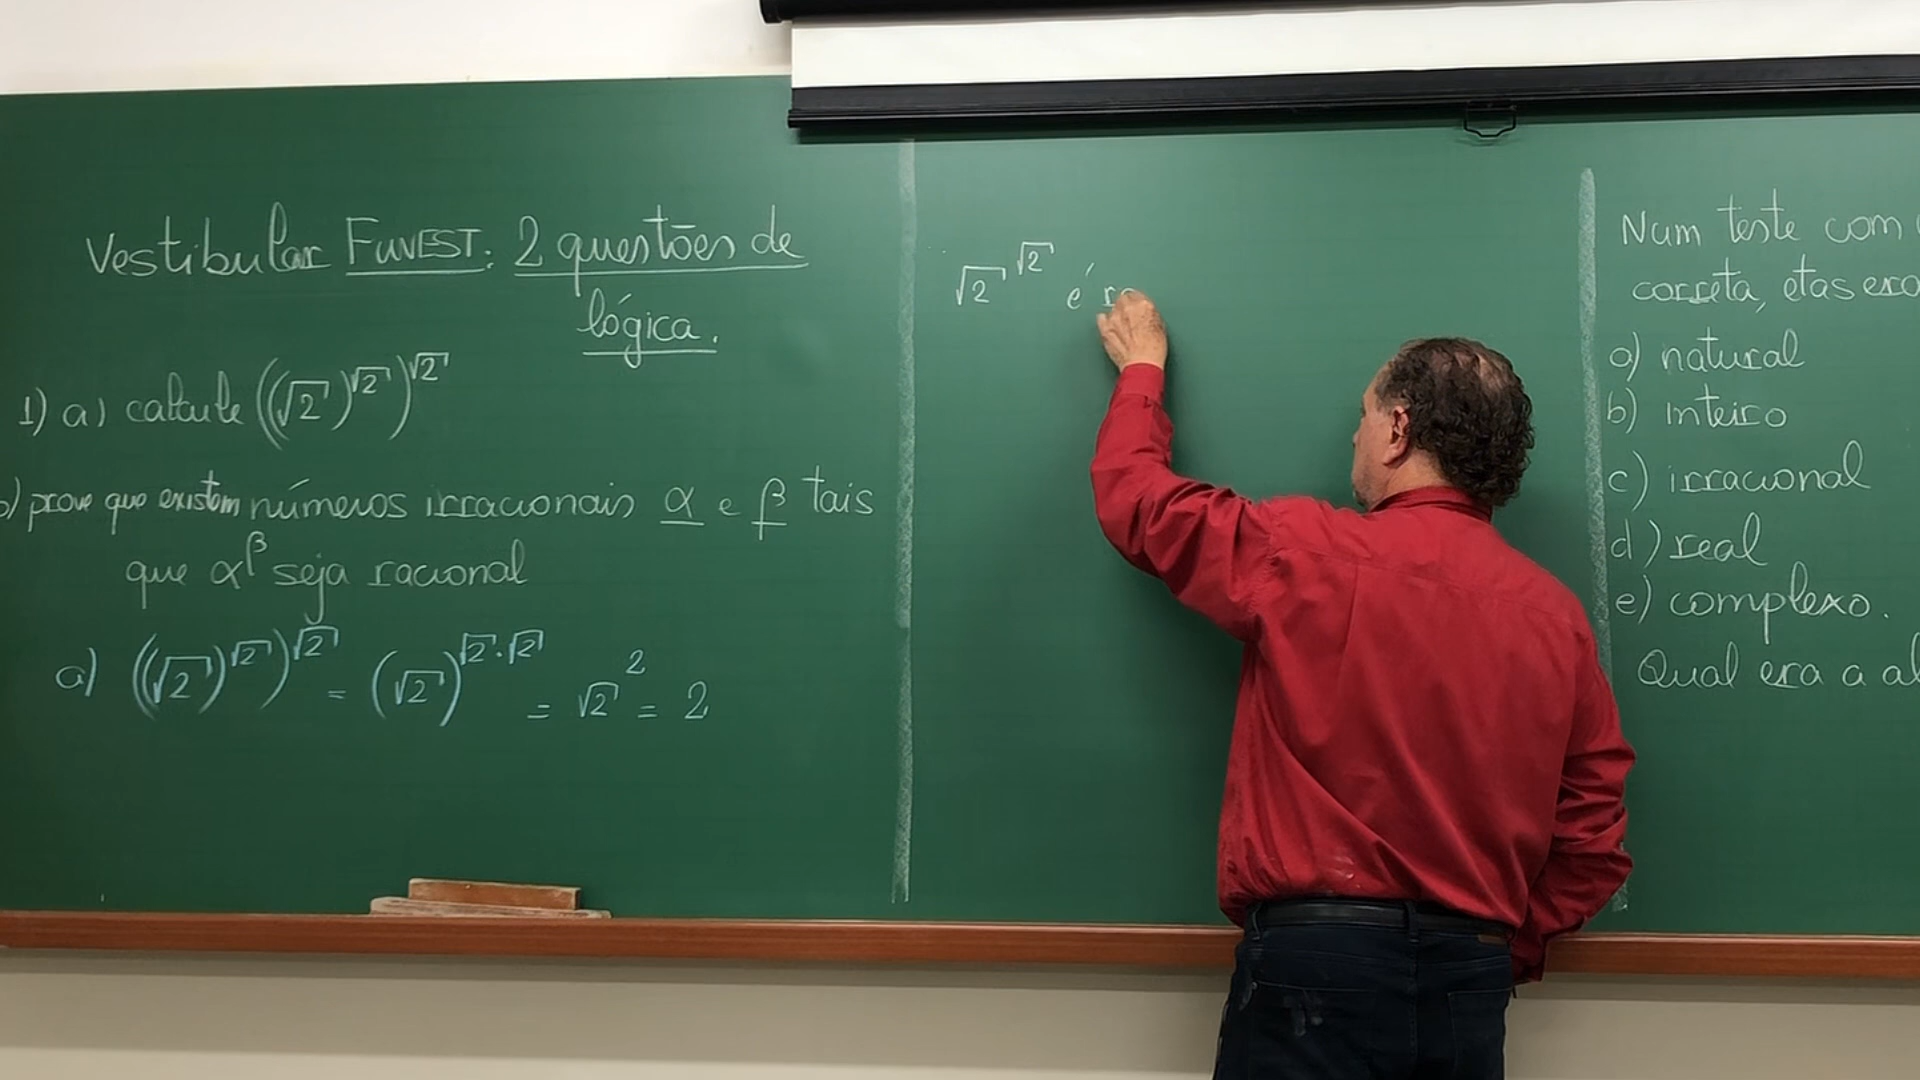 Vestibular FUVEST: 2 questões de
lógica.
1) a) calcule ((√2)^√2)^√2
b) prove que existem números irracionais α e β tais
que α^β seja racional
a) ((√2)^√2)^√2 = (√2)^√2·√2 = √2^2 = 2
√2^√2 é
Num teste com
correta, etas
a) natural
b) inteiro
c) irracional
d) real
e) complexo.
Qual era a